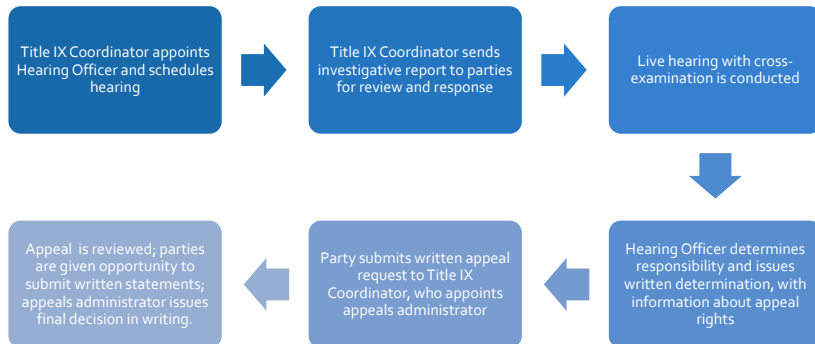 Title IX Coordinator appoints
Hearing Officer and schedules
hearing
Title IX Coordinator sends
investigative report to parties
for review and response
Live hearing with cross-
examination is conducted
Hearing Officer determines
responsibility and issues
written determination, with
information about appeal
rights
Party submits written appeal
request to Title IX
Coordinator, who appoints
appeals administrator
Appeal is reviewed; parties
are given opportunity to
submit written statements;
appeals administrator issues
final decision in writing.